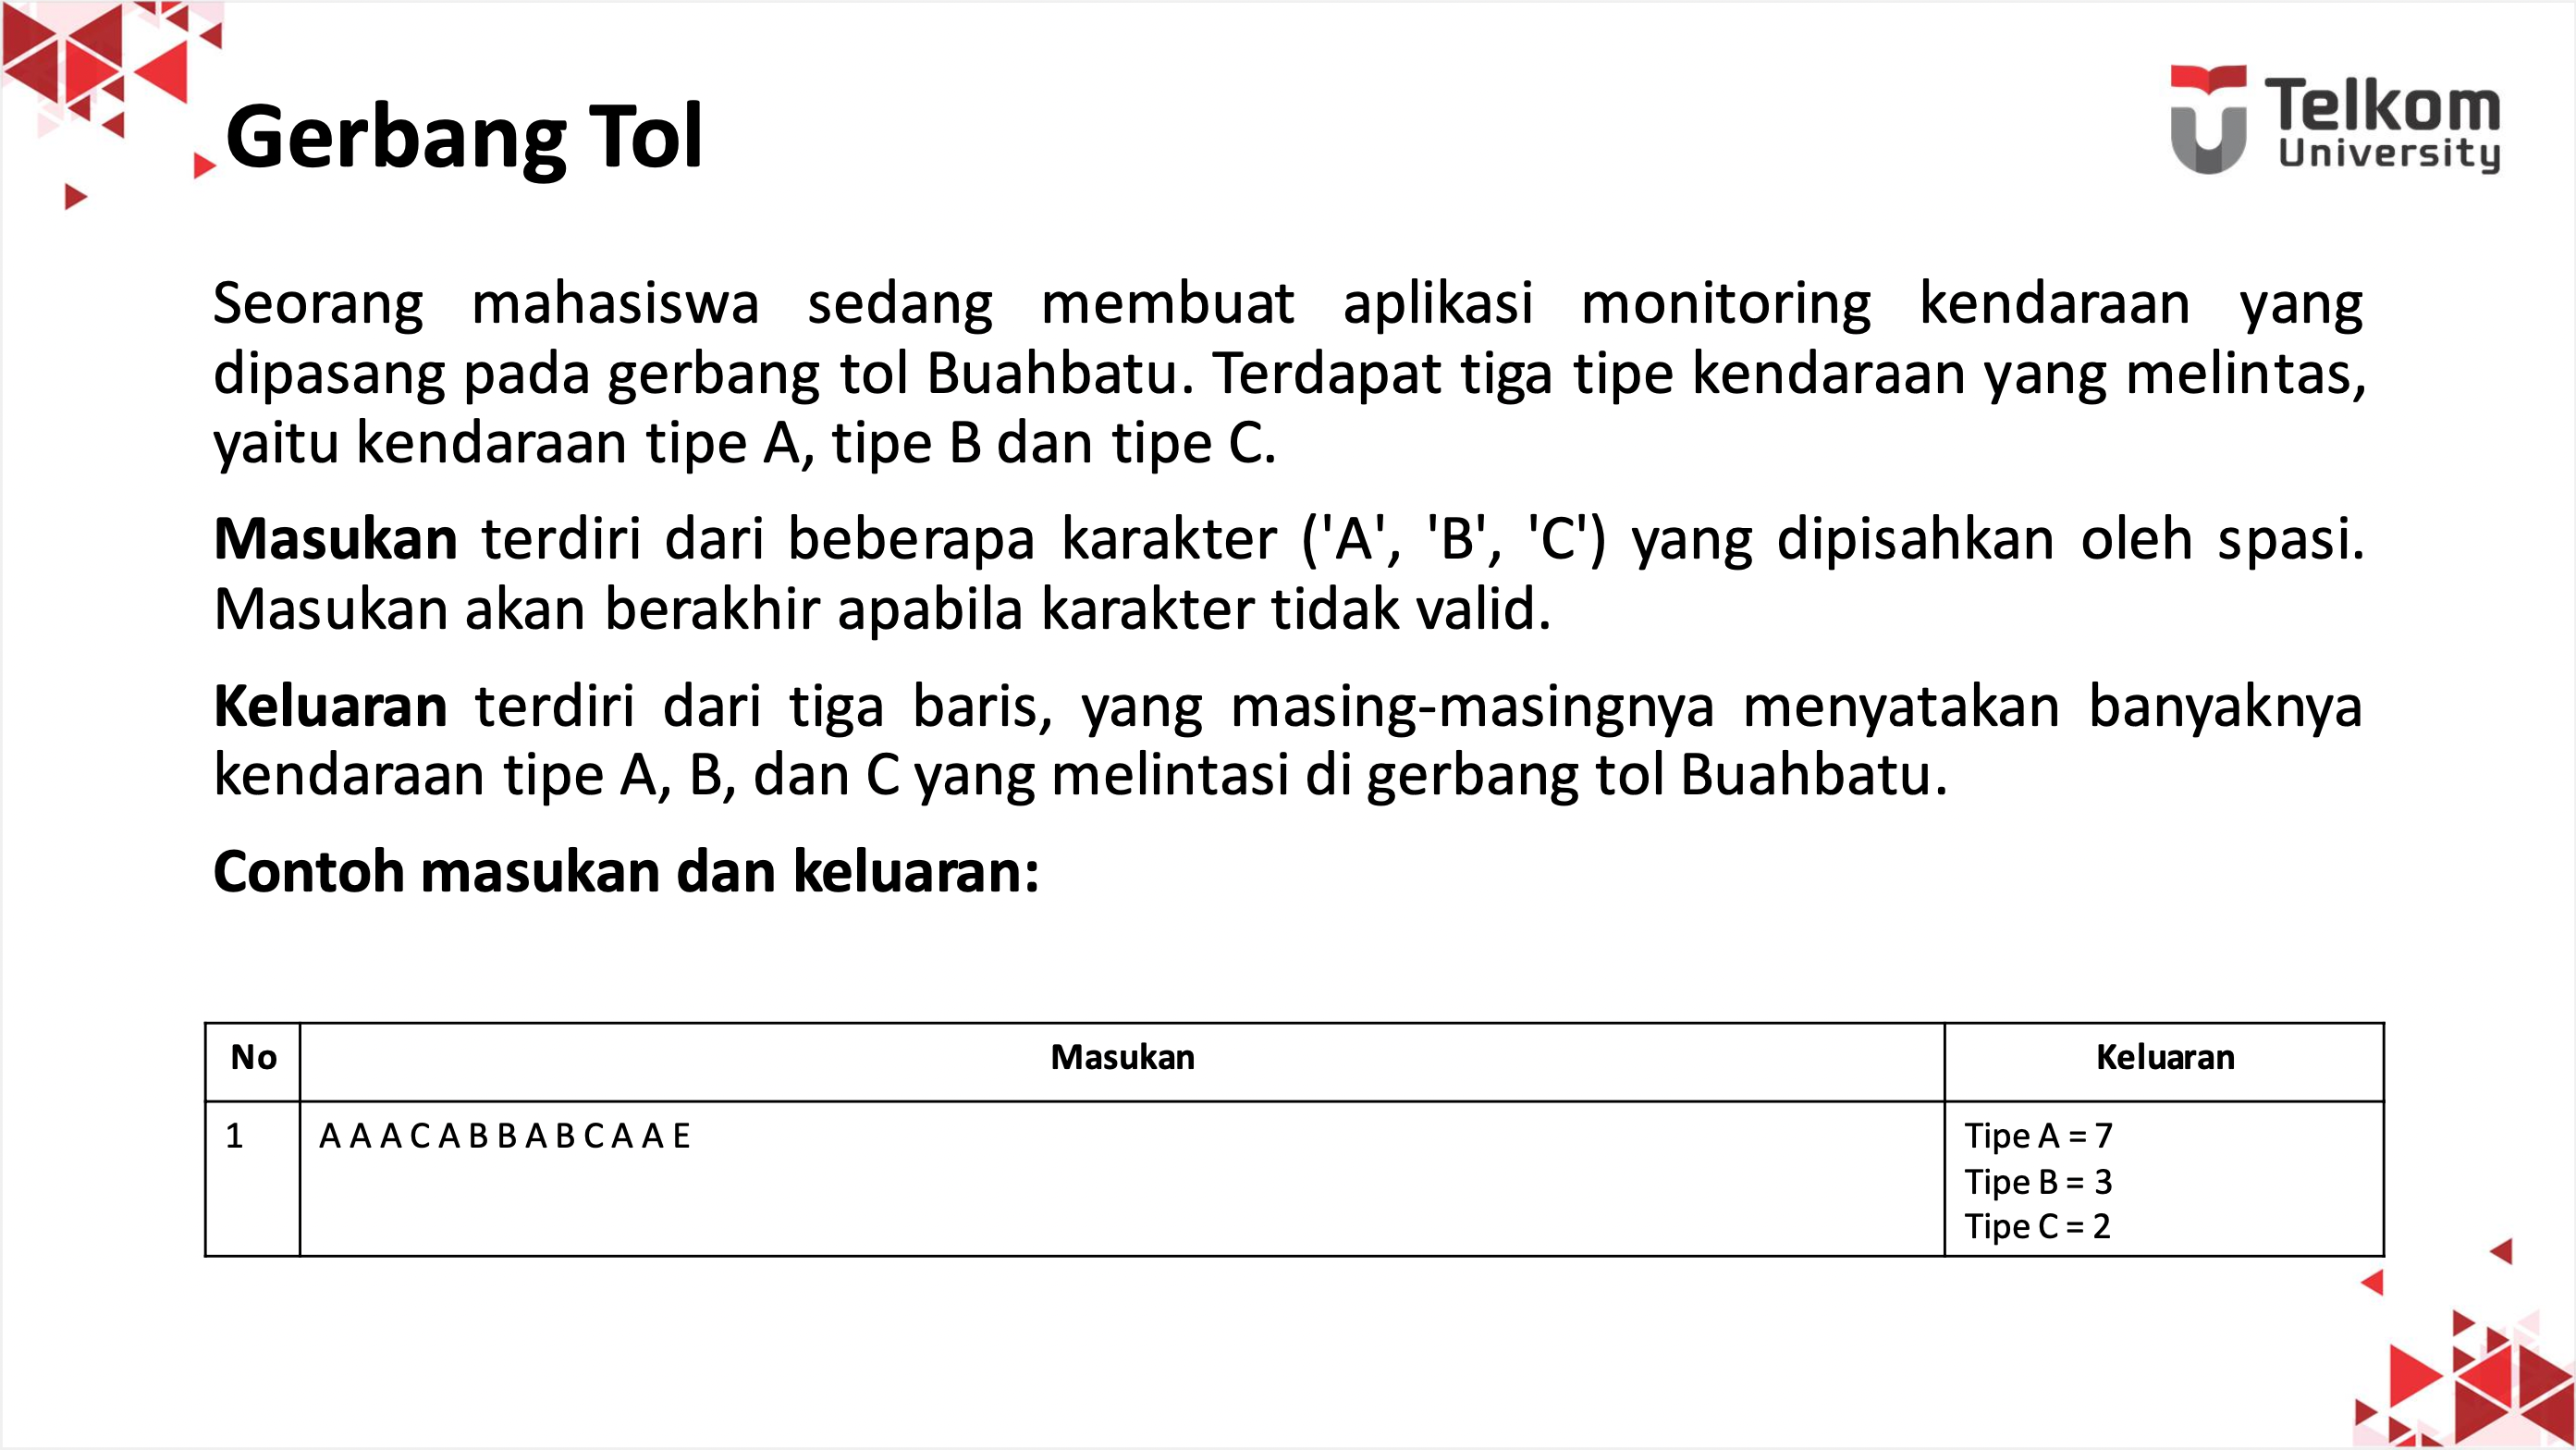 Gerbang Tol
Telkom
University
Seorang mahasiswa sedang membuat aplikasi monitoring kendaraan yang
dipasang pada gerbang tol Buahbatu. Terdapat tiga tipe kendaraan yang melintas,
yaitu kendaraan tipe A, tipe B dan tipe C.
Masukan terdiri dari beberapa karakter ('A', 'B', 'C') yang dipisahkan oleh spasi.
Masukan akan berakhir apabila karakter tidak valid.
Keluaran terdiri dari tiga baris, yang masing-masingnya menyatakan banyaknya
kendaraan tipe A, B, dan C yang melintasi di gerbang tol Buahbatu.
Contoh masukan dan keluaran:
No Masukan Keluaran
1 A A A C A B B A B C A A E Tipe A = 7
Tipe B = 3
Tipe C = 2